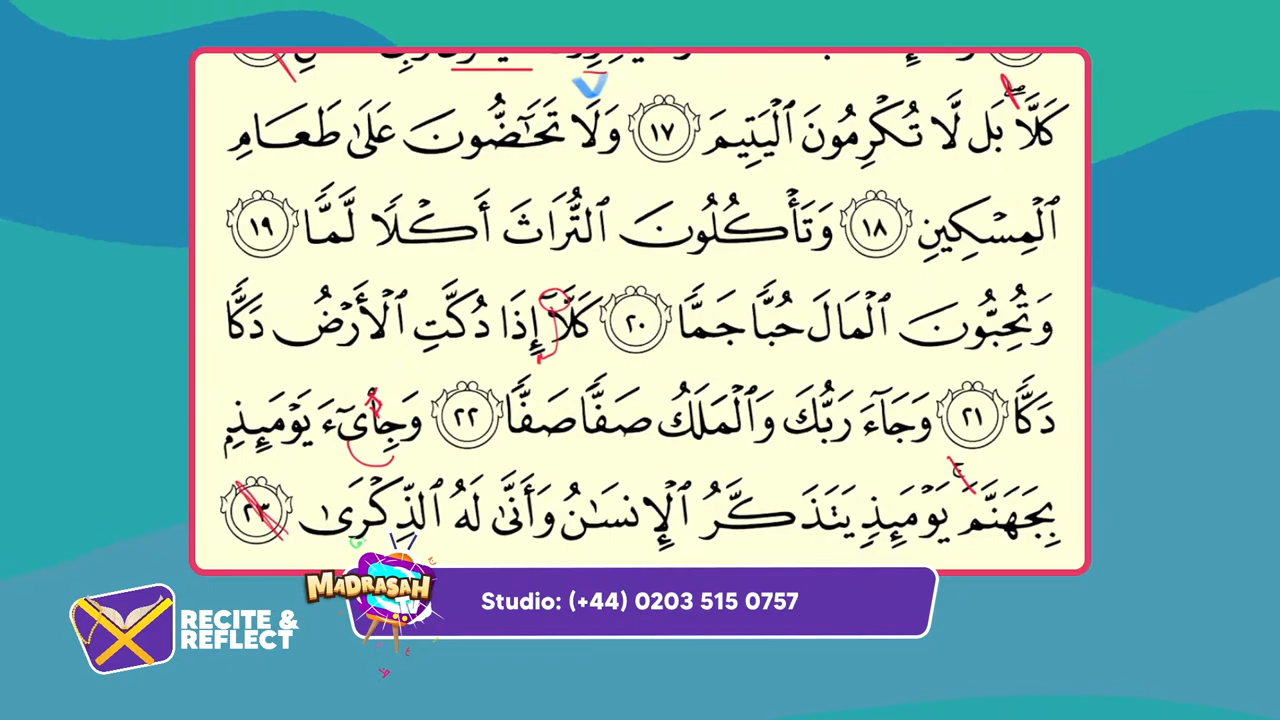 كَلَّاۖ بَل لَّا تُكْرِمُونَ ٱلْيَتِيمَ ١٧ وَلَا تَحَٰٓضُّونَ عَلَىٰ طَعَامِ
ٱلْمِسْكِينِ ١٨ وَتَأْكُلُونَ ٱلتُّرَاثَ أَكْلًا لَّمًّا ١٩
وَتُحِبُّونَ ٱلْمَالَ حُبًّا جَمًّا ٢٠ كَلَّآ إِذَا دُكَّتِ ٱلْأَرْضُ دَكًّا
دَكًّا ٢١ وَجَآءَ رَبُّكَ وَٱلْمَلَكُ صَفًّا صَفًّا ٢٢ وَجِا۟ىٓءَ يَوْمَئِذٍۭ
بِجَهَنَّمَۚ يَوْمَئِذٍ يَتَذَكَّرُ ٱلْإِنسَٰنُ وَأَنَّىٰ لَهُ ٱلذِّكْرَىٰ ٢٣
MADRASAH TV
Studio: (+44) 0203 515 0757
RECITE &
REFLECT